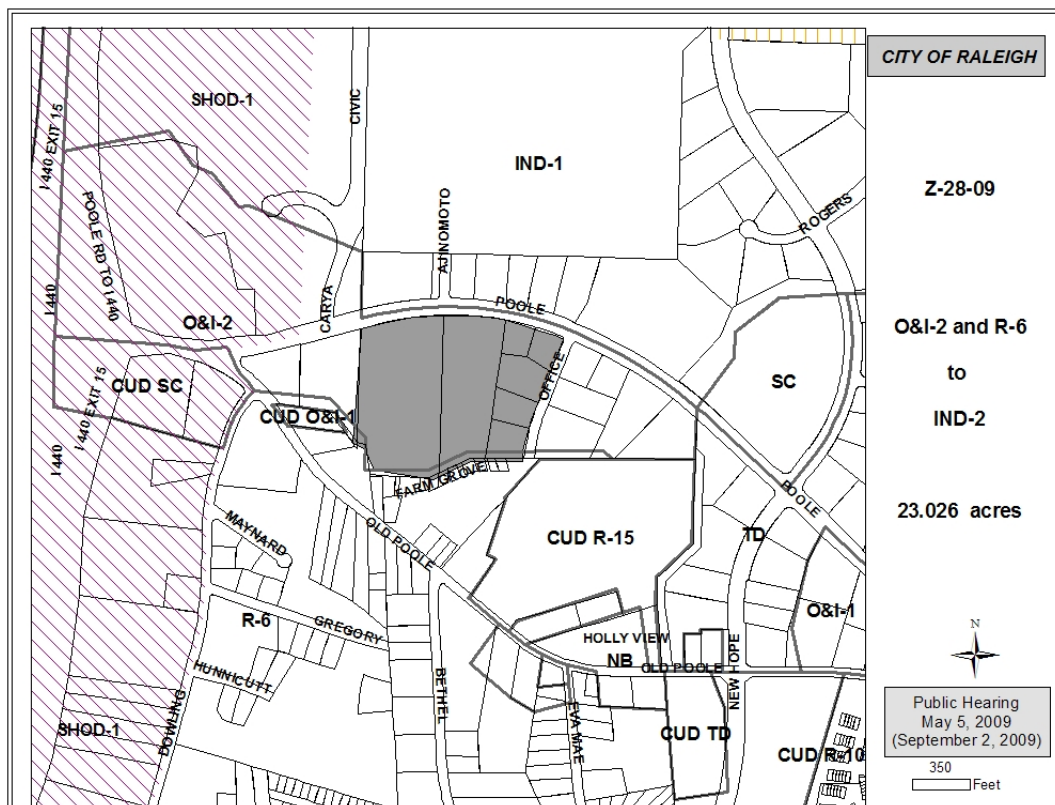 CITY OF RALEIGH
Z-28-09
O&I-2 and R-6
to
IND-2
23.026 acres
N
Public Hearing
May 5, 2009
(September 2, 2009)
350
Feet
SHOD-1
I 440 EXIT 15
CIVIC
IND-1
POOLE RD TO I 440
AJINOMOTO
ROGERS
I 440
CARYA
POOLE
O&I-2
CUD SC
OFFICE
SC
I 440 EXIT 15
CUD O&I-1
I 440
FARM GROVE
POOLE
MAYNARD
OLD POOLE
CUD R-15
TD
R-6
GREGORY
O&I-1
HOLLY VIEW
NB
OLD POOLE
HUNNICUTT
BETHEL
NEW HOPE
SHOD-1
DOWLING
EVA MAE
CUD TD
CUD R-10